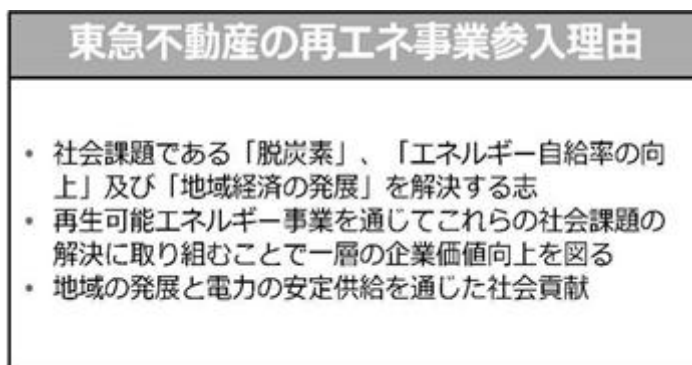 東急不動産の再エネ事業参入理由
• 社会課題である「脱炭素」、「エネルギー自給率の向
上」及び「地域経済の発展」を解決する志
• 再生可能エネルギー事業を通じてこれらの社会課題の
解決に取り組むことで一層の企業価値向上を図る
• 地域の発展と電力の安定供給を通じた社会貢献